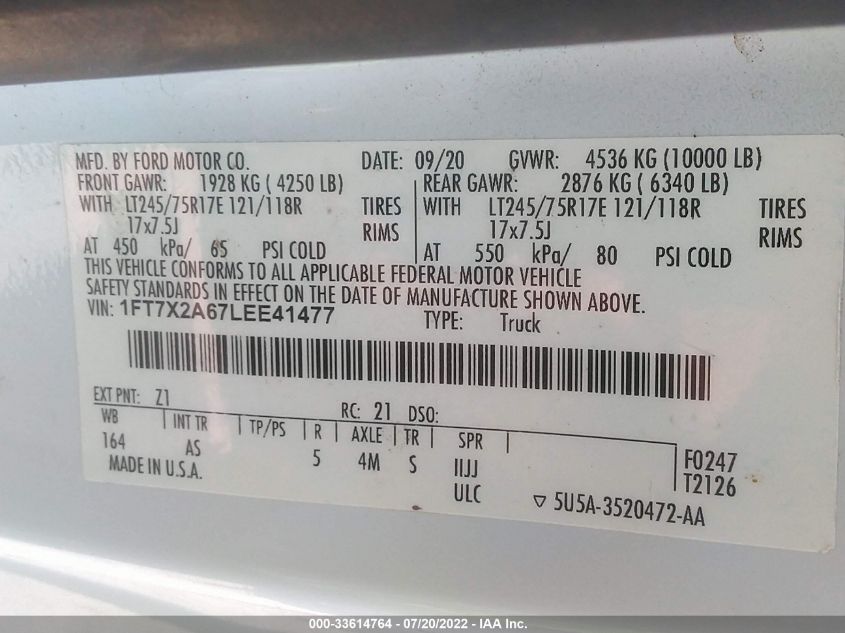 MFD. BY FORD MOTOR CO. DATE: 09/20 GVWR: 4536 KG (10000 LB)
FRONT GAWR: 1928 KG ( 4250 LB) REAR GAWR: 2876 KG ( 6340 LB)
WITH LT245/75R17E 121/118R TIRES WITH LT245/75R17E 121/118R TIRES
17x7.5J RIMS 17x7.5J RIMS
AT 450 kPa/ 65 PSI COLD AT 550 kPa/ 80 PSI COLD
THIS VEHICLE CONFORMS TO ALL APPLICABLE FEDERAL MOTOR VEHICLE
SAFETY STANDARDS IN EFFECT ON THE DATE OF MANUFACTURE SHOWN ABOVE.
VIN: 1FT7X2A67LEE41477 TYPE: Truck
EXT PNT: Z1 RC: 21 DSO:
WB INT TR TP/PS R AXLE TR SPR
164 AS 5 4M S IIJJ F0247
MADE IN U.S.A. ULC T2126
5U5A-3520472-AA
000-33614764 - 07/20/2022 - IAA Inc.